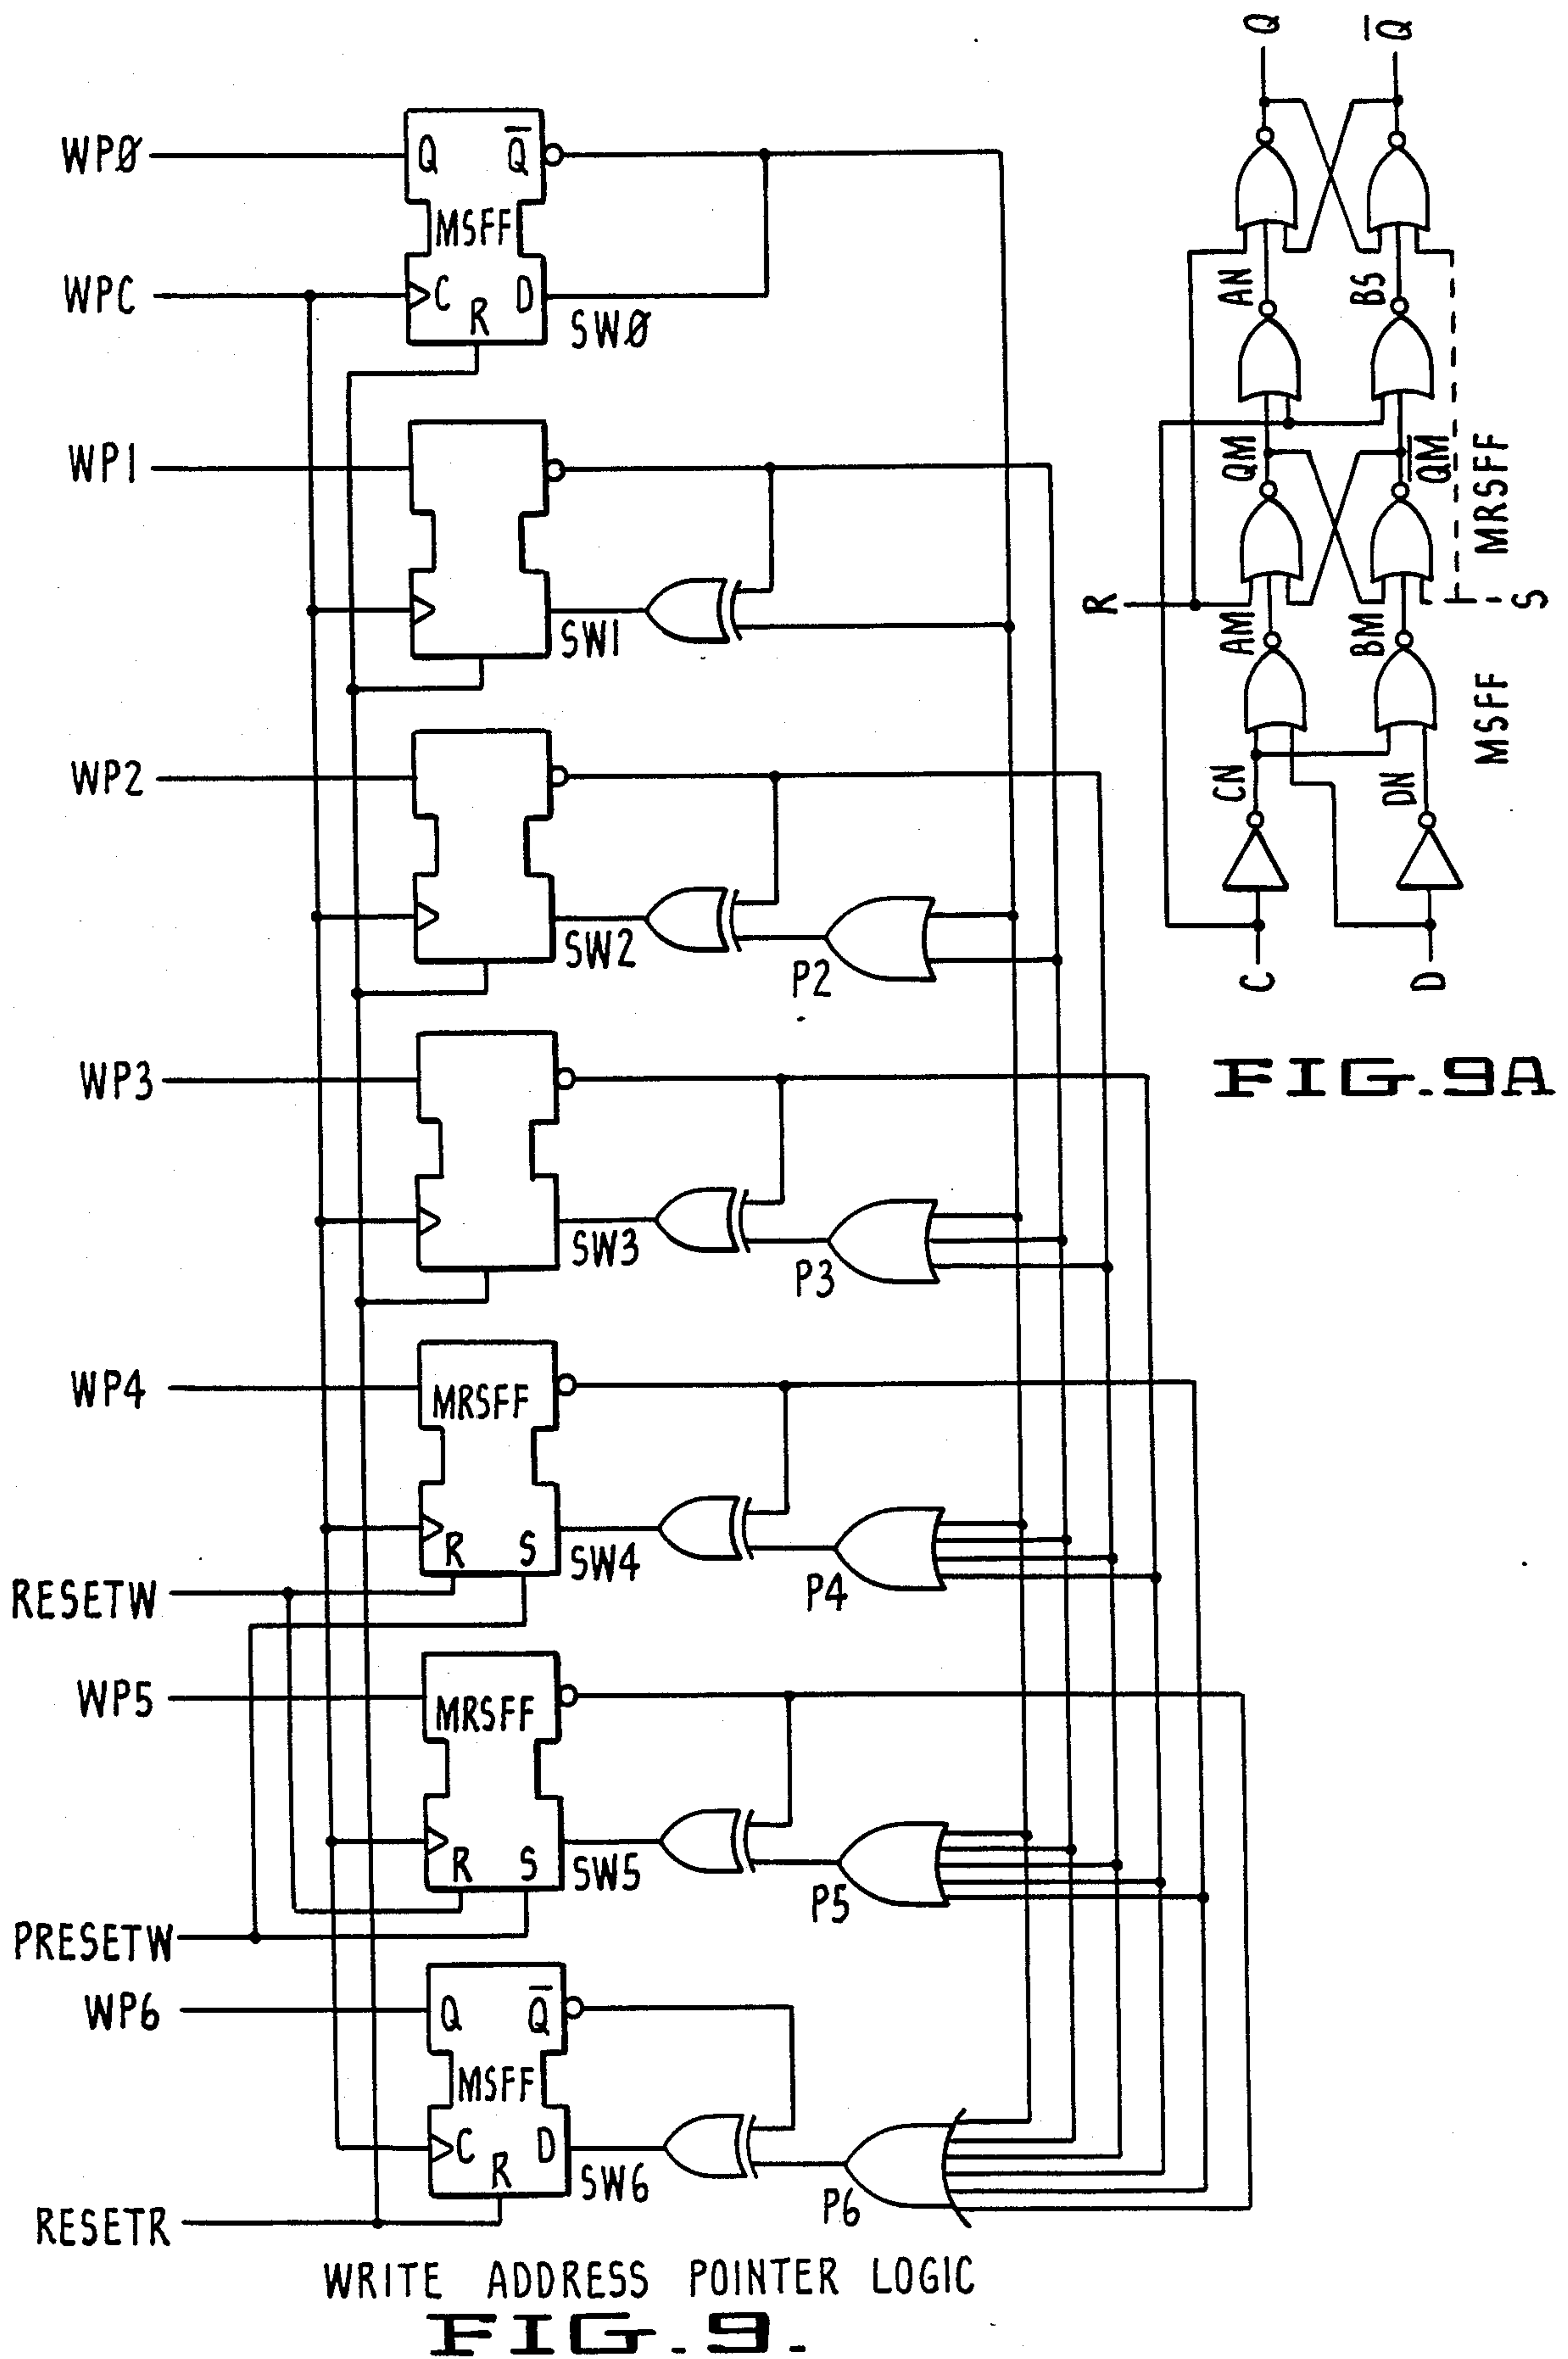 WPØ
Q Q̅
MSFF
WPC
C D
R
SWØ
WP1
SW1
WP2
SW2
P2
WP3
SW3
P3
WP4
MRSFF
R S
SW4
P4
RESETW
WP5
MRSFF
R S
SW5
P5
PRESETW
WP6
Q Q̅
MSFF
C D
R
SW6
P6
RESETR
WRITE ADDRESS POINTER LOGIC
FIG. 9.
Q
Q̅
AN
BS
QM
Q̅M̅
R
S
MRSFF
AM
BM
MSFF
CN
DN
C
D
FIG. 9A